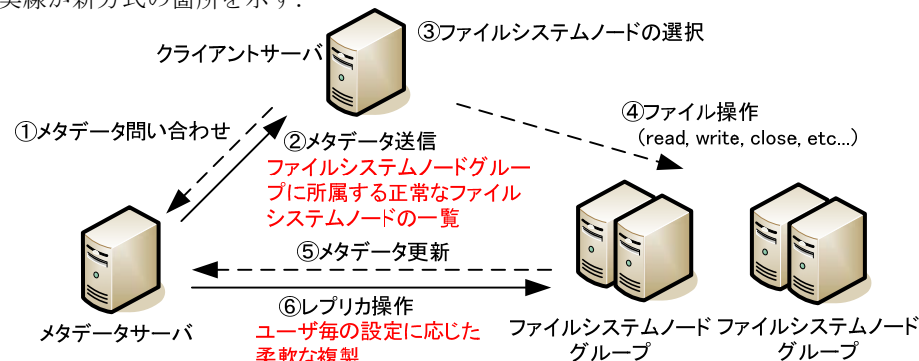 実線が新方式の箇所を示す.
クライアントサーバ
③ファイルシステムノードの選択
①メタデータ問い合わせ
②メタデータ送信
ファイルシステムノードグルー
プに所属する正常なファイル
システムノードの一覧
④ファイル操作
(read, write, close, etc...)
⑤メタデータ更新
⑥レプリカ操作
ユーザ毎の設定に応じた
柔軟な複製
メタデータサーバ
ファイルシステムノード
グループ
ファイルシステムノード
グループ